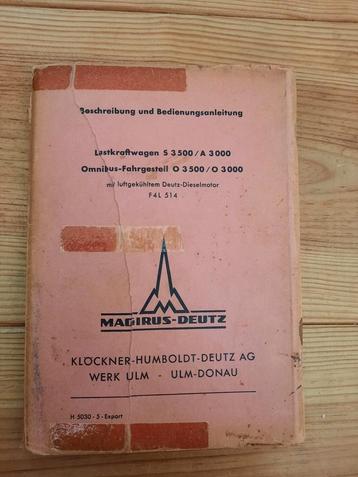 Beschreibung und Bedienungsanleitung
Lastkraftwagen S 3500/A 3000
Omnibus-Fahrgestell O 3500/O 3000
mit luftgekühltem Deutz-Dieselmotor
F4L 514
MAGIRUS-DEUTZ
KLÖCKNER-HUMBOLDT-DEUTZ AG
WERK ULM - ULM-DONAU
H 5030 - 5 - Export